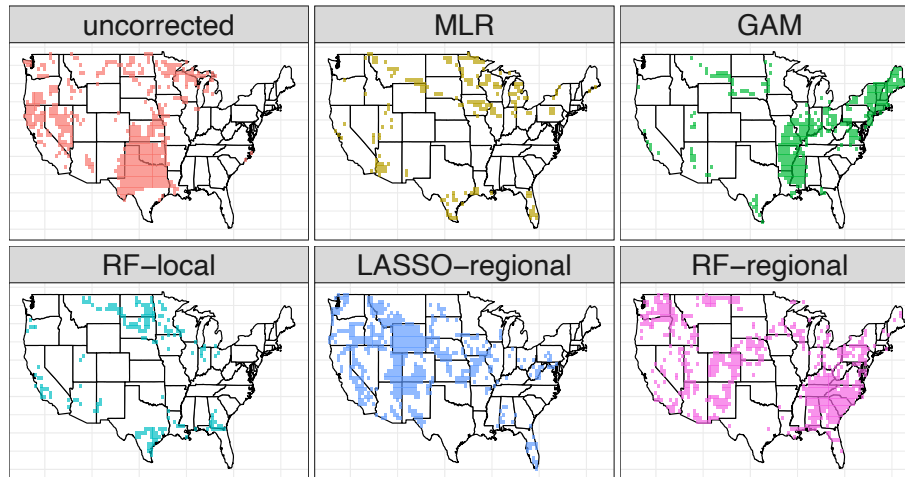 uncorrected
MLR
GAM
RF−local
LASSO−regional
RF−regional